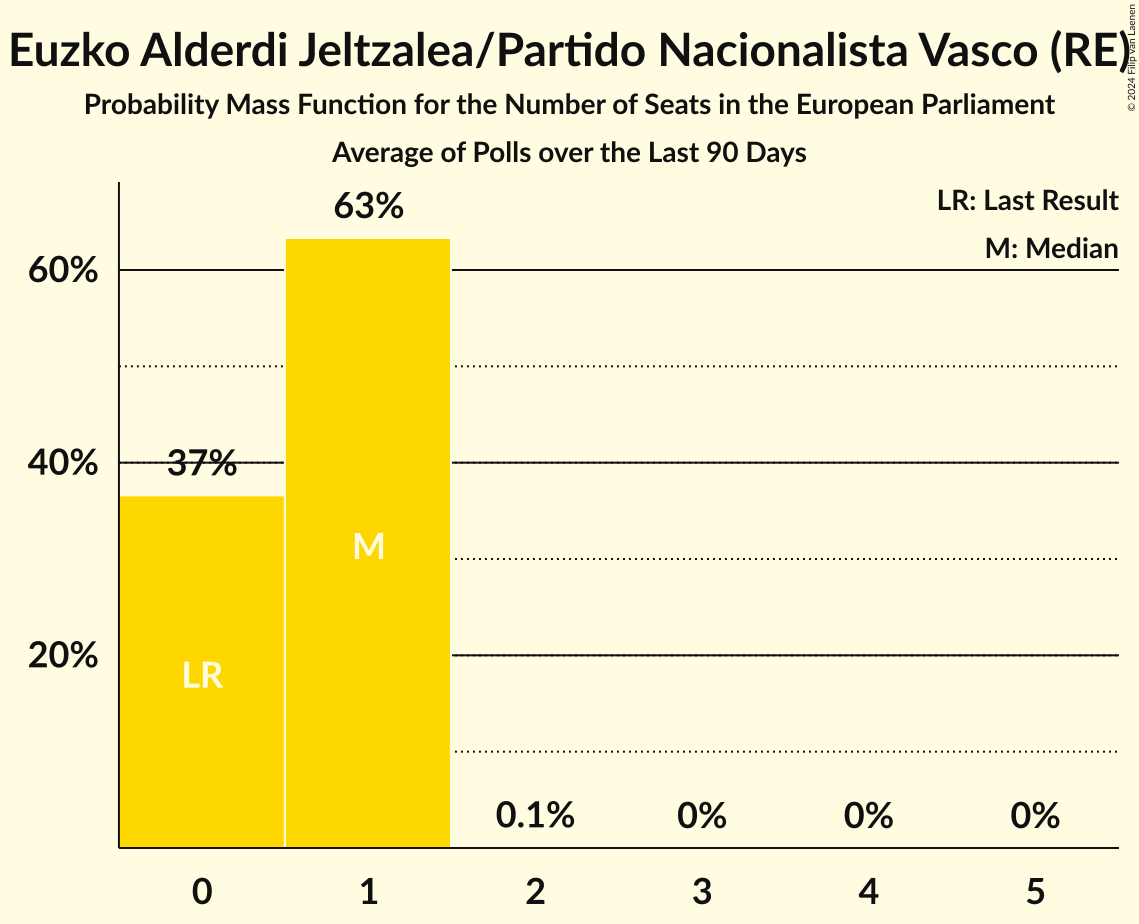 Euzko Alderdi Jeltzalea/Partido Nacionalista Vasco (RE)
© 2024 Filip van Laenen
Probability Mass Function for the Number of Seats in the European Parliament
Average of Polls over the Last 90 Days
LR: Last Result
M: Median
63%
60%
40%
37%
20%
M
LR
0.1%
0%
0%
0%
0 1 2 3 4 5